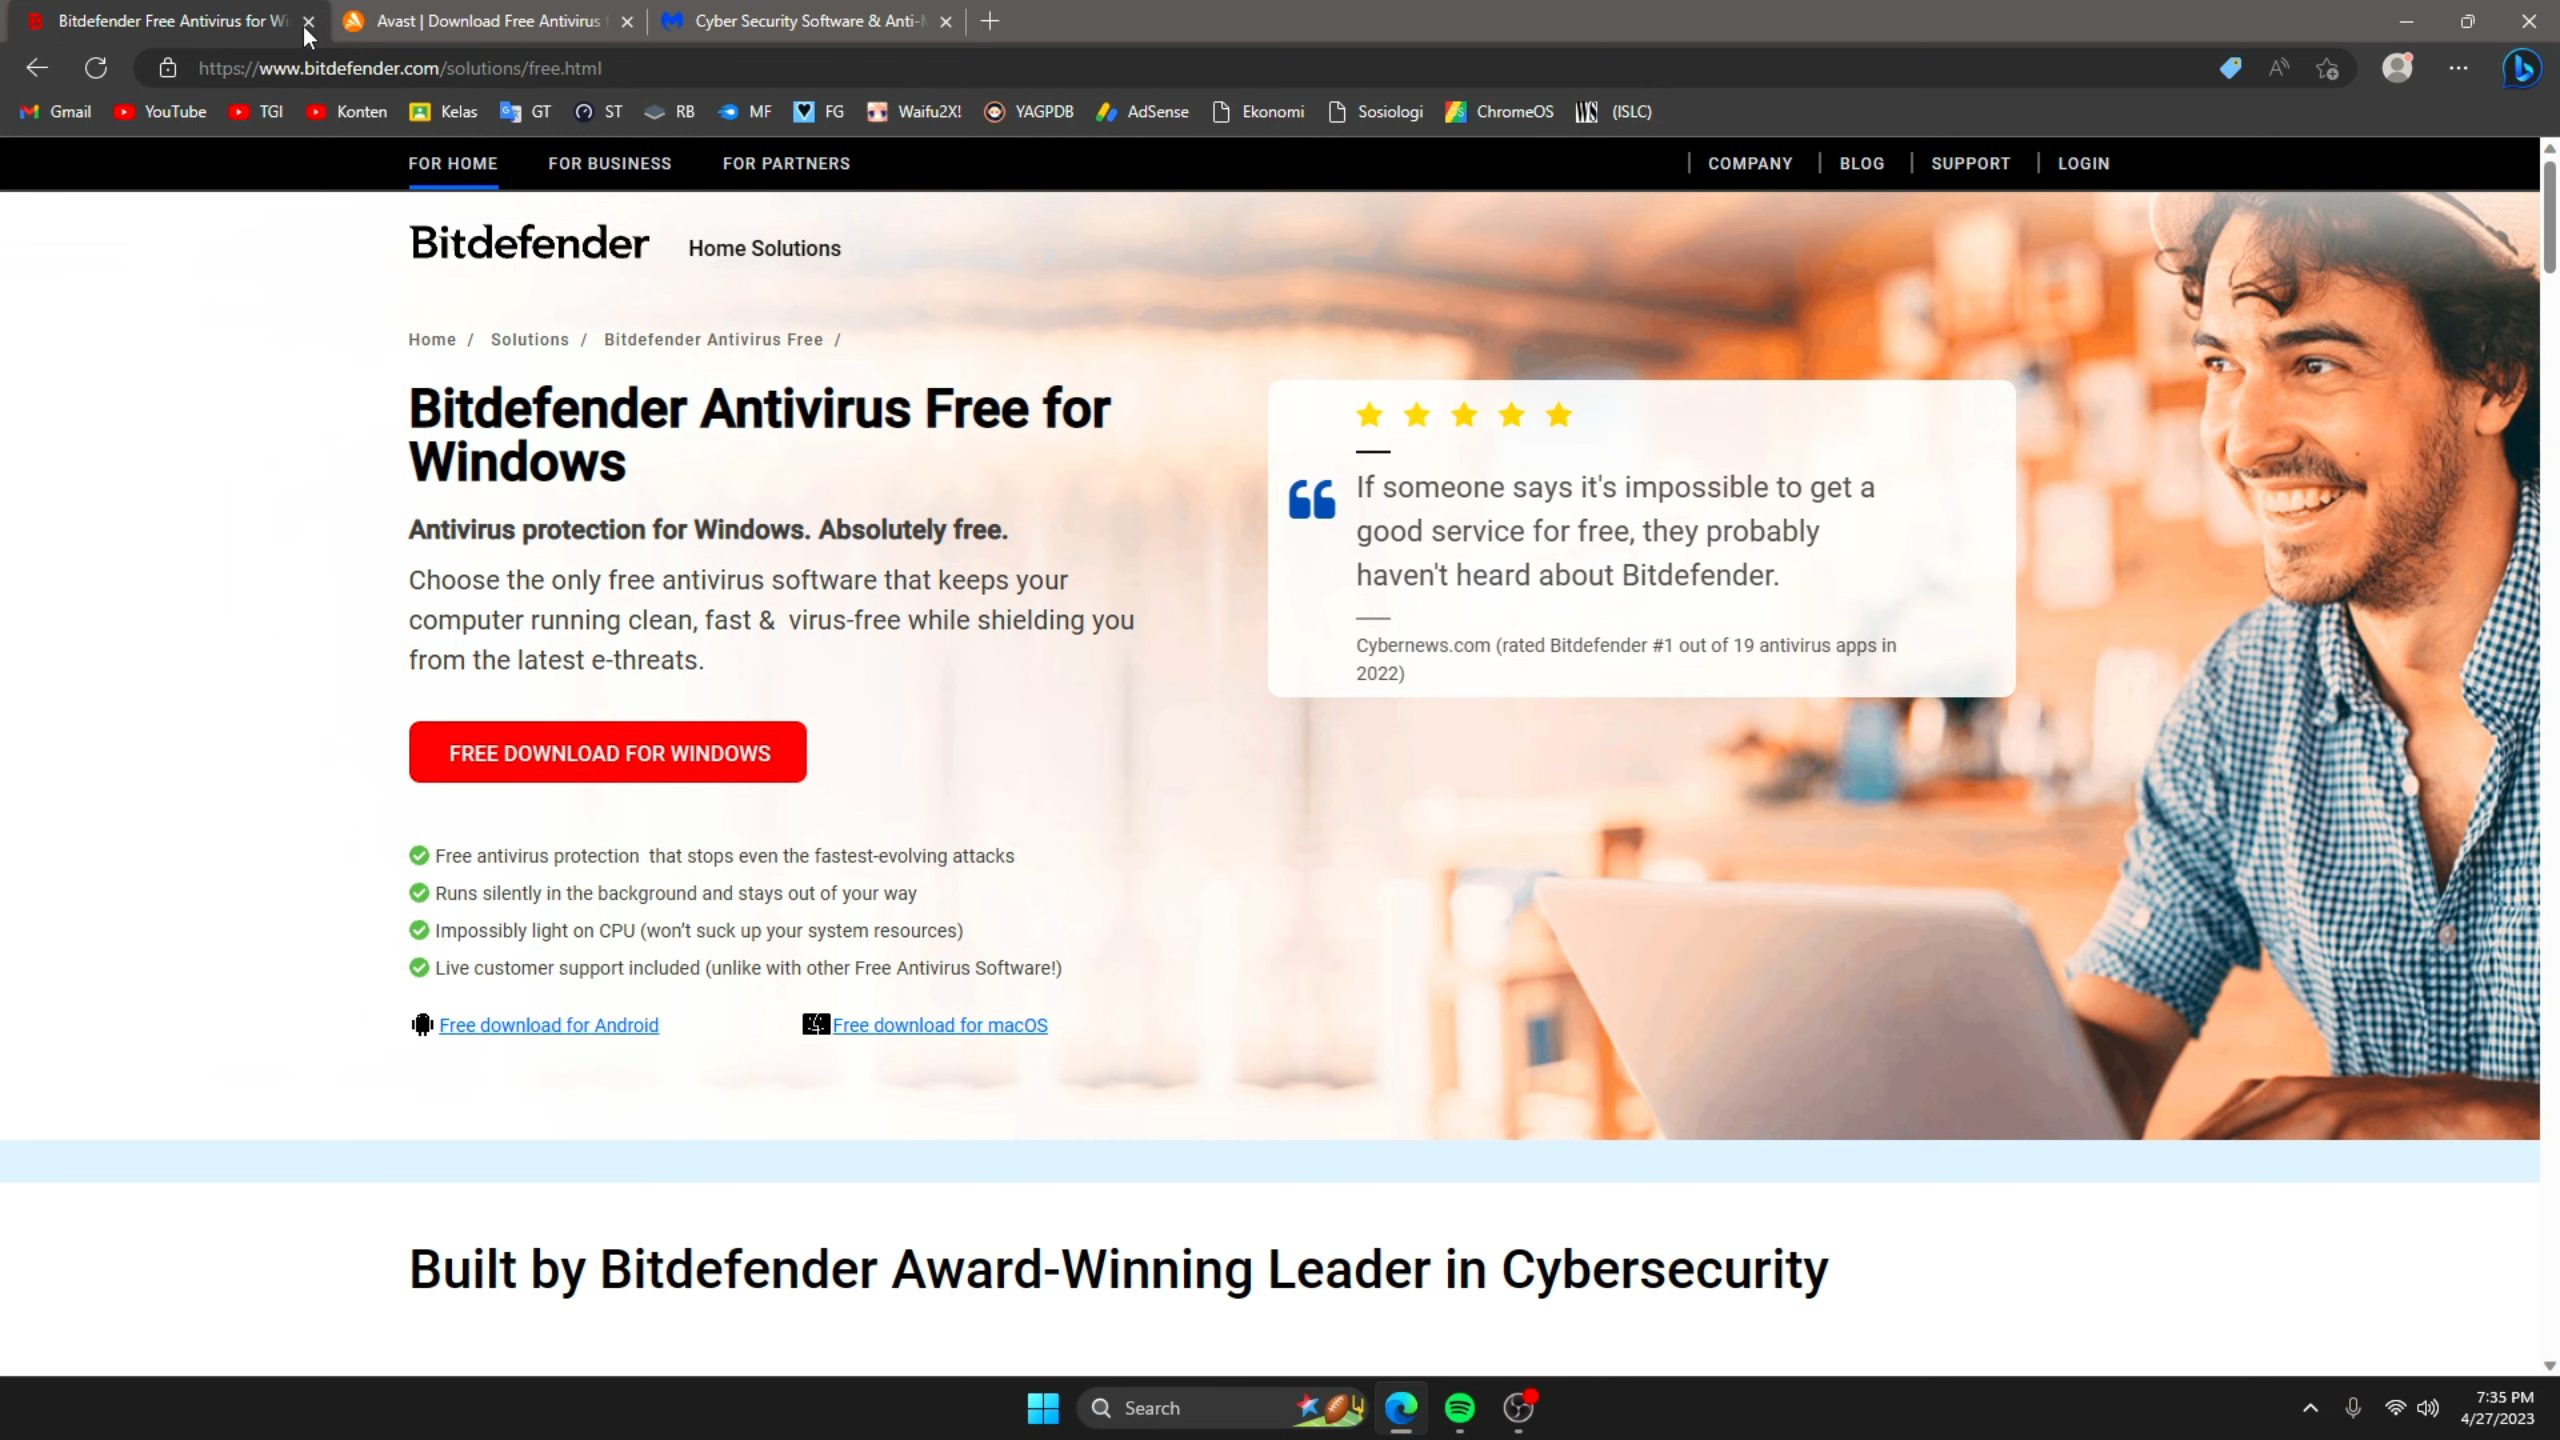 Bitdefender Free Antivirus for Wi
Avast | Download Free Antivirus f
Cyber Security Software & Anti-M
https://www.bitdefender.com/solutions/free.html
Gmail YouTube TGI Konten Kelas GT ST RB MF FG Waifu2X! YAGPDB AdSense Ekonomi Sosiologi ChromeOS (ISLC)
FOR HOME FOR BUSINESS FOR PARTNERS COMPANY BLOG SUPPORT LOGIN
Bitdefender Home Solutions
Home / Solutions / Bitdefender Antivirus Free /
Bitdefender Antivirus Free for
Windows
Antivirus protection for Windows. Absolutely free.
Choose the only free antivirus software that keeps your
computer running clean, fast & virus-free while shielding you
from the latest e-threats.
FREE DOWNLOAD FOR WINDOWS
Free antivirus protection that stops even the fastest-evolving attacks
Runs silently in the background and stays out of your way
Impossibly light on CPU (won't suck up your system resources)
Live customer support included (unlike with other Free Antivirus Software!)
Free download for Android Free download for macOS
If someone says it's impossible to get a
good service for free, they probably
haven't heard about Bitdefender.
Cybernews.com (rated Bitdefender #1 out of 19 antivirus apps in
2022)
Built by Bitdefender Award-Winning Leader in Cybersecurity
Search
7:35 PM
4/27/2023